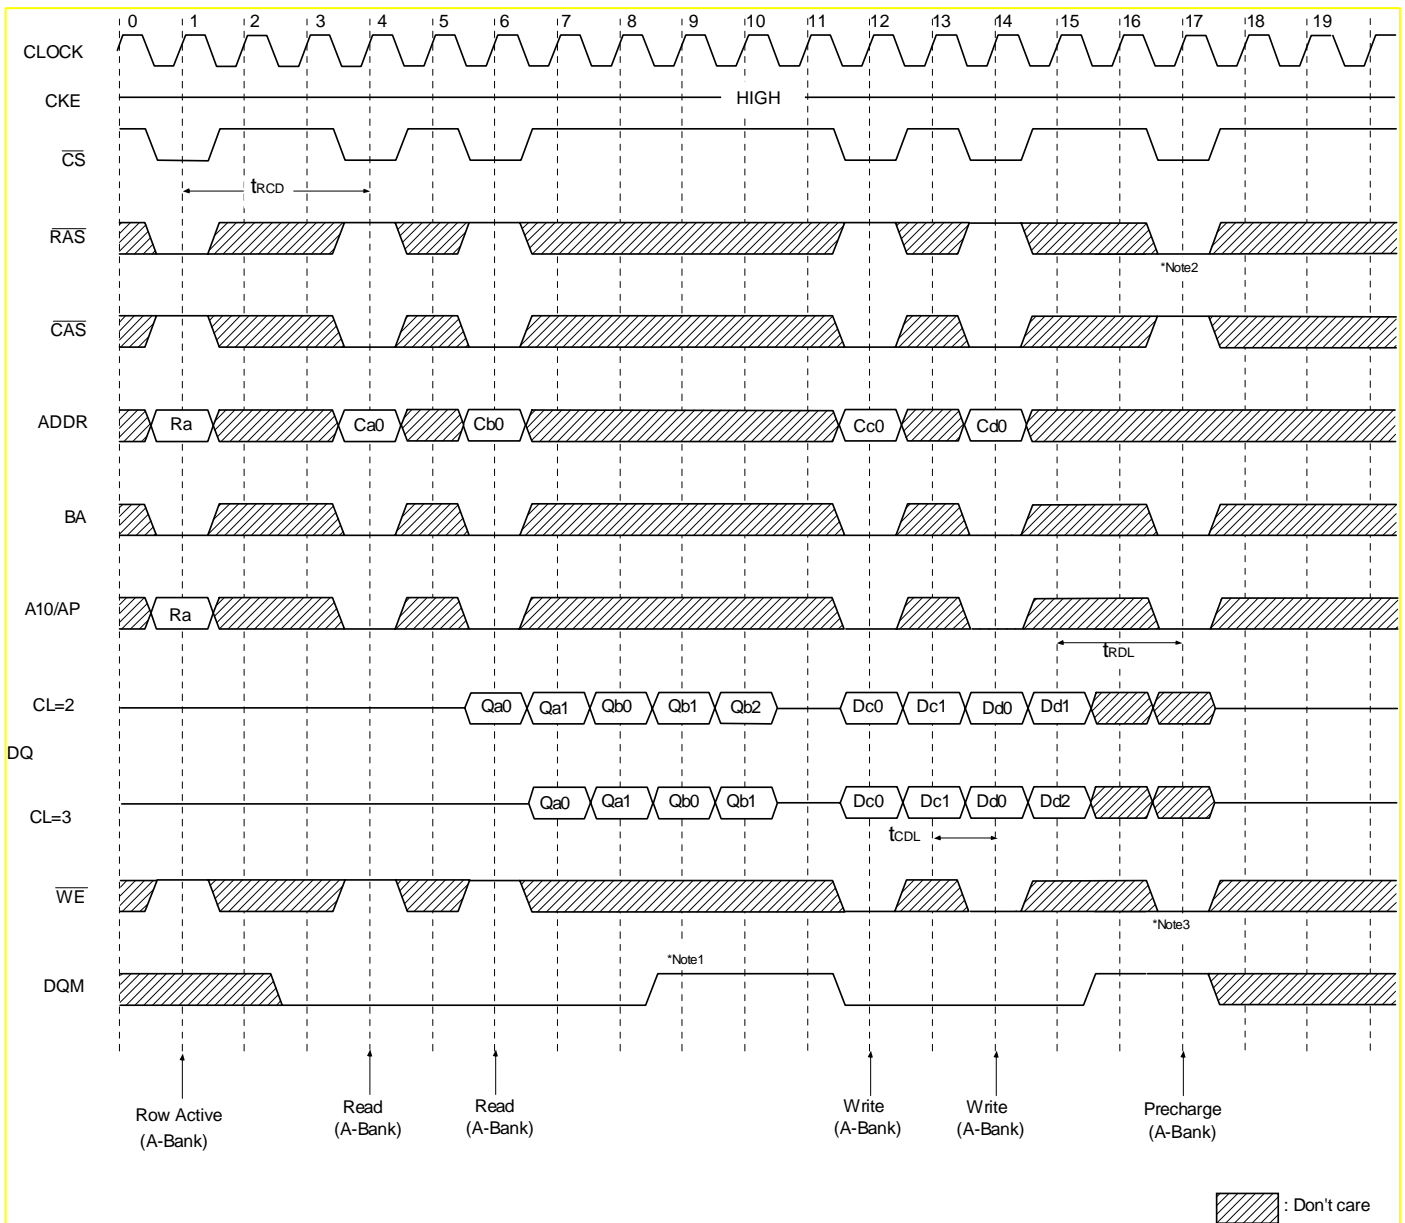 0 1 2 3 4 5 6 7 8 9 10 11 12 13 14 15 16 17 18 19
CLOCK
CKE HIGH
CS
tRCD
RAS
*Note2
CAS
ADDR Ra Ca0 Cb0 Cc0 Cd0
BA
A10/AP Ra
tRDL
CL=2 Qa0 Qa1 Qb0 Qb1 Qb2 Dc0 Dc1 Dd0 Dd1
DQ
CL=3 Qa0 Qa1 Qb0 Qb1 Dc0 Dc1 Dd0 Dd2
tCDL
WE
*Note3
*Note1
DQM
Row Active
(A-Bank)
Read
(A-Bank)
Read
(A-Bank)
Write
(A-Bank)
Write
(A-Bank)
Precharge
(A-Bank)
: Don't care